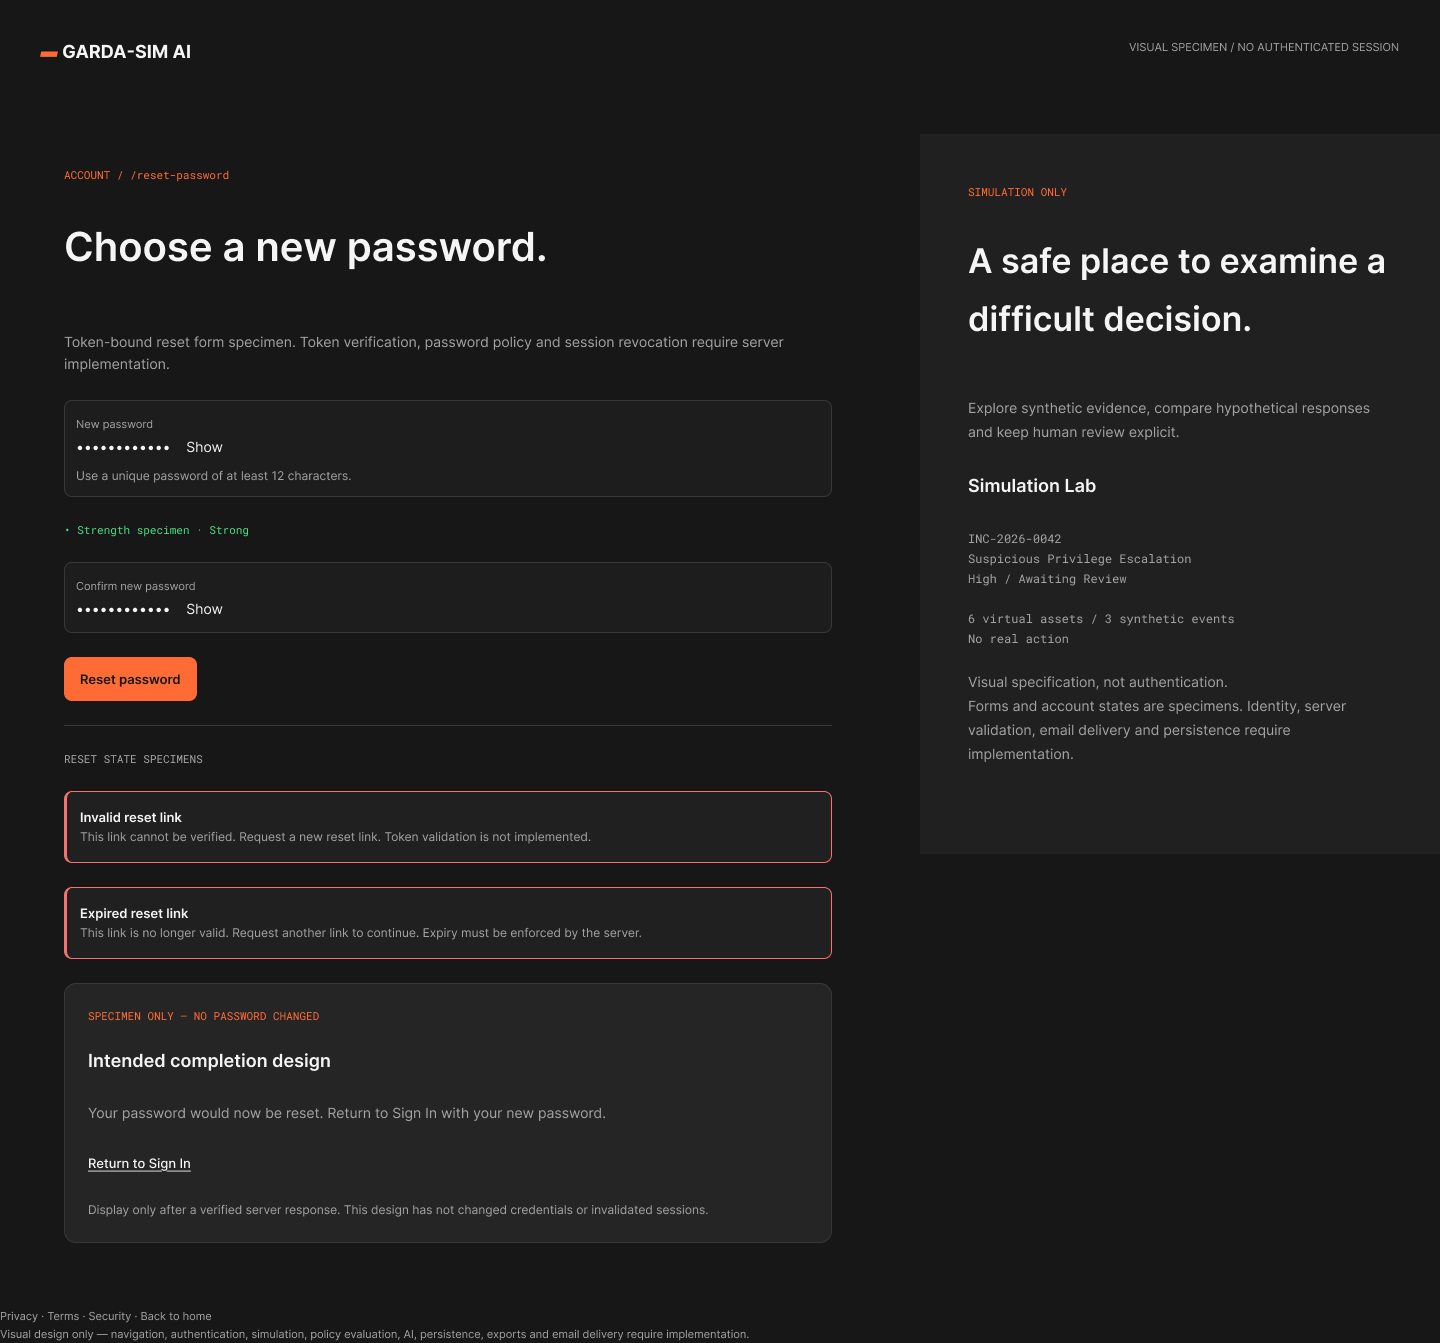 GARDA-SIM AI
VISUAL SPECIMEN / NO AUTHENTICATED SESSION
ACCOUNT / /reset-password
Choose a new password.
Token-bound reset form specimen. Token verification, password policy and session revocation require server
implementation.
New password
•••••••••••• Show
Use a unique password of at least 12 characters.
• Strength specimen · Strong
Confirm new password
•••••••••••• Show
Reset password
RESET STATE SPECIMENS
Invalid reset link
This link cannot be verified. Request a new reset link. Token validation is not implemented.
Expired reset link
This link is no longer valid. Request another link to continue. Expiry must be enforced by the server.
SPECIMEN ONLY — NO PASSWORD CHANGED
Intended completion design
Your password would now be reset. Return to Sign In with your new password.
Return to Sign In
Display only after a verified server response. This design has not changed credentials or invalidated sessions.
SIMULATION ONLY
A safe place to examine a
difficult decision.
Explore synthetic evidence, compare hypothetical responses
and keep human review explicit.
Simulation Lab
INC-2026-0042
Suspicious Privilege Escalation
High / Awaiting Review
6 virtual assets / 3 synthetic events
No real action
Visual specification, not authentication.
Forms and account states are specimens. Identity, server
validation, email delivery and persistence require
implementation.
Privacy · Terms · Security · Back to home
Visual design only — navigation, authentication, simulation, policy evaluation, AI, persistence, exports and email delivery require implementation.